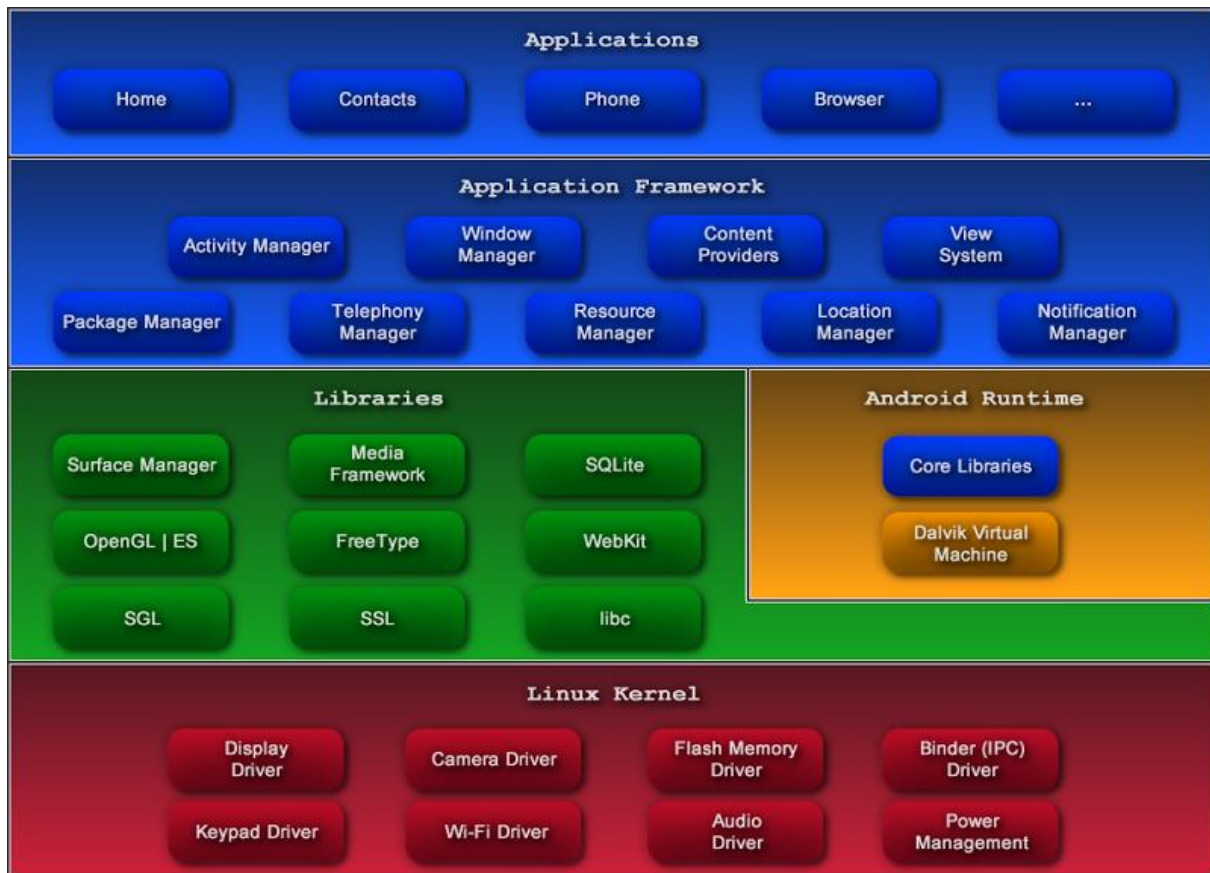 Applications
Home
Contacts
Phone
Browser
...
Application Framework
Activity Manager
Window
Manager
Content
Providers
View
System
Package Manager
Telephony
Manager
Resource
Manager
Location
Manager
Notification
Manager
Libraries
Surface Manager
Media
Framework
SQLite
OpenGL | ES
FreeType
WebKit
SGL
SSL
libc
Android Runtime
Core Libraries
Dalvik Virtual
Machine
Linux Kernel
Display
Driver
Camera Driver
Flash Memory
Driver
Binder (IPC)
Driver
Keypad Driver
Wi-Fi Driver
Audio
Driver
Power
Management